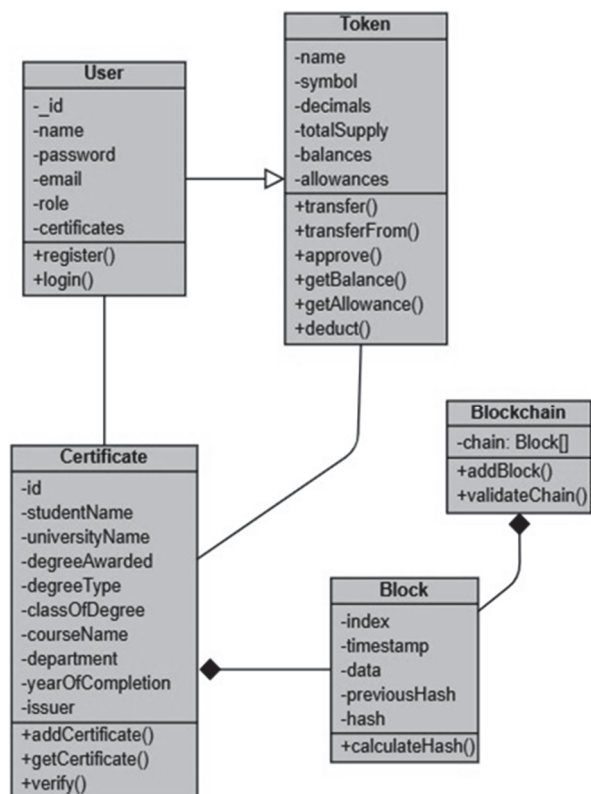 User
-_id
-name
-password
-email
-role
-certificates
+register()
+login()
Token
-name
-symbol
-decimals
-totalSupply
-balances
-allowances
+transfer()
+transferFrom()
+approve()
+getBalance()
+getAllowance()
+deduct()
Certificate
-id
-studentName
-universityName
-degreeAwarded
-degreeType
-classOfDegree
-courseName
-department
-yearOfCompletion
-issuer
+addCertificate()
+getCertificate()
+verify()
Blockchain
-chain: Block[]
+addBlock()
+validateChain()
Block
-index
-timestamp
-data
-previousHash
-hash
+calculateHash()